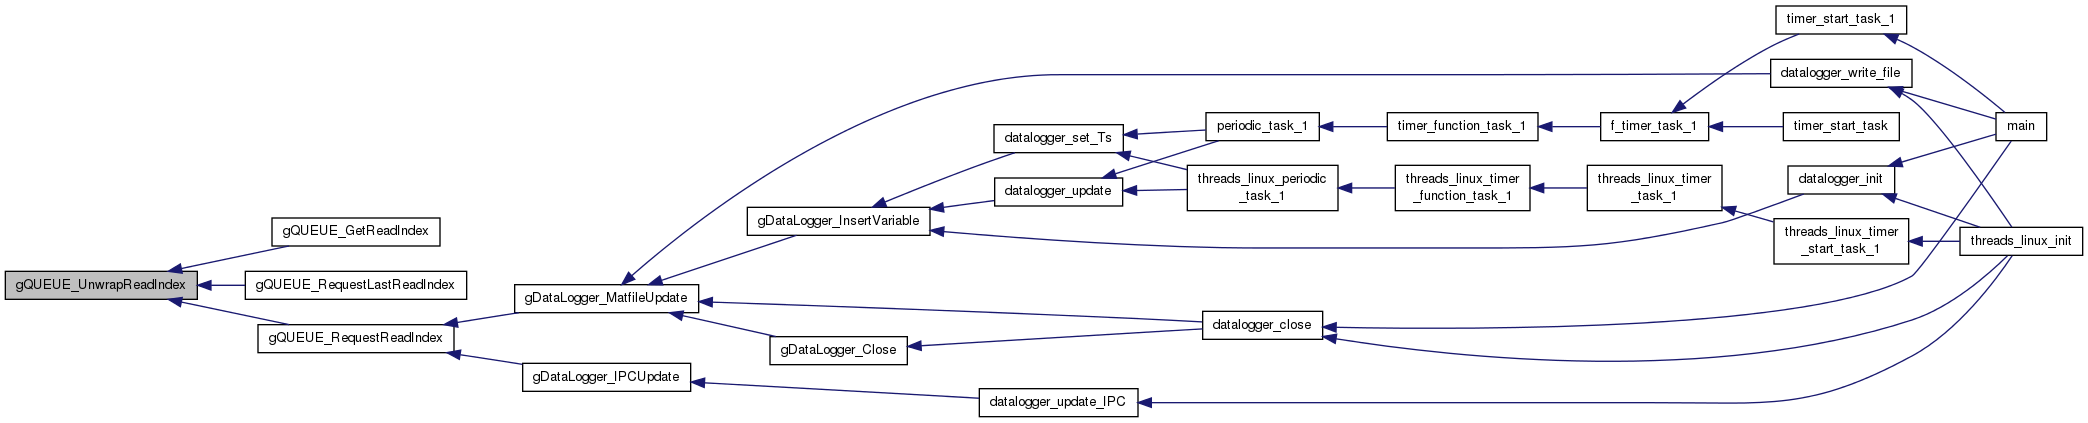 timer_start_task_1
datalogger_write_file
datalogger_set_Ts
periodic_task_1
timer_function_task_1
f_timer_task_1
timer_start_task
main
datalogger_update
threads_linux_periodic
_task_1
threads_linux_timer
_function_task_1
threads_linux_timer
_task_1
datalogger_init
gDataLogger_InsertVariable
gQUEUE_GetReadIndex
threads_linux_timer
_start_task_1
threads_linux_init
gQUEUE_UnwrapReadIndex
gQUEUE_RequestLastReadIndex
gDataLogger_MatfileUpdate
gQUEUE_RequestReadIndex
datalogger_close
gDataLogger_Close
gDataLogger_IPCUpdate
datalogger_update_IPC